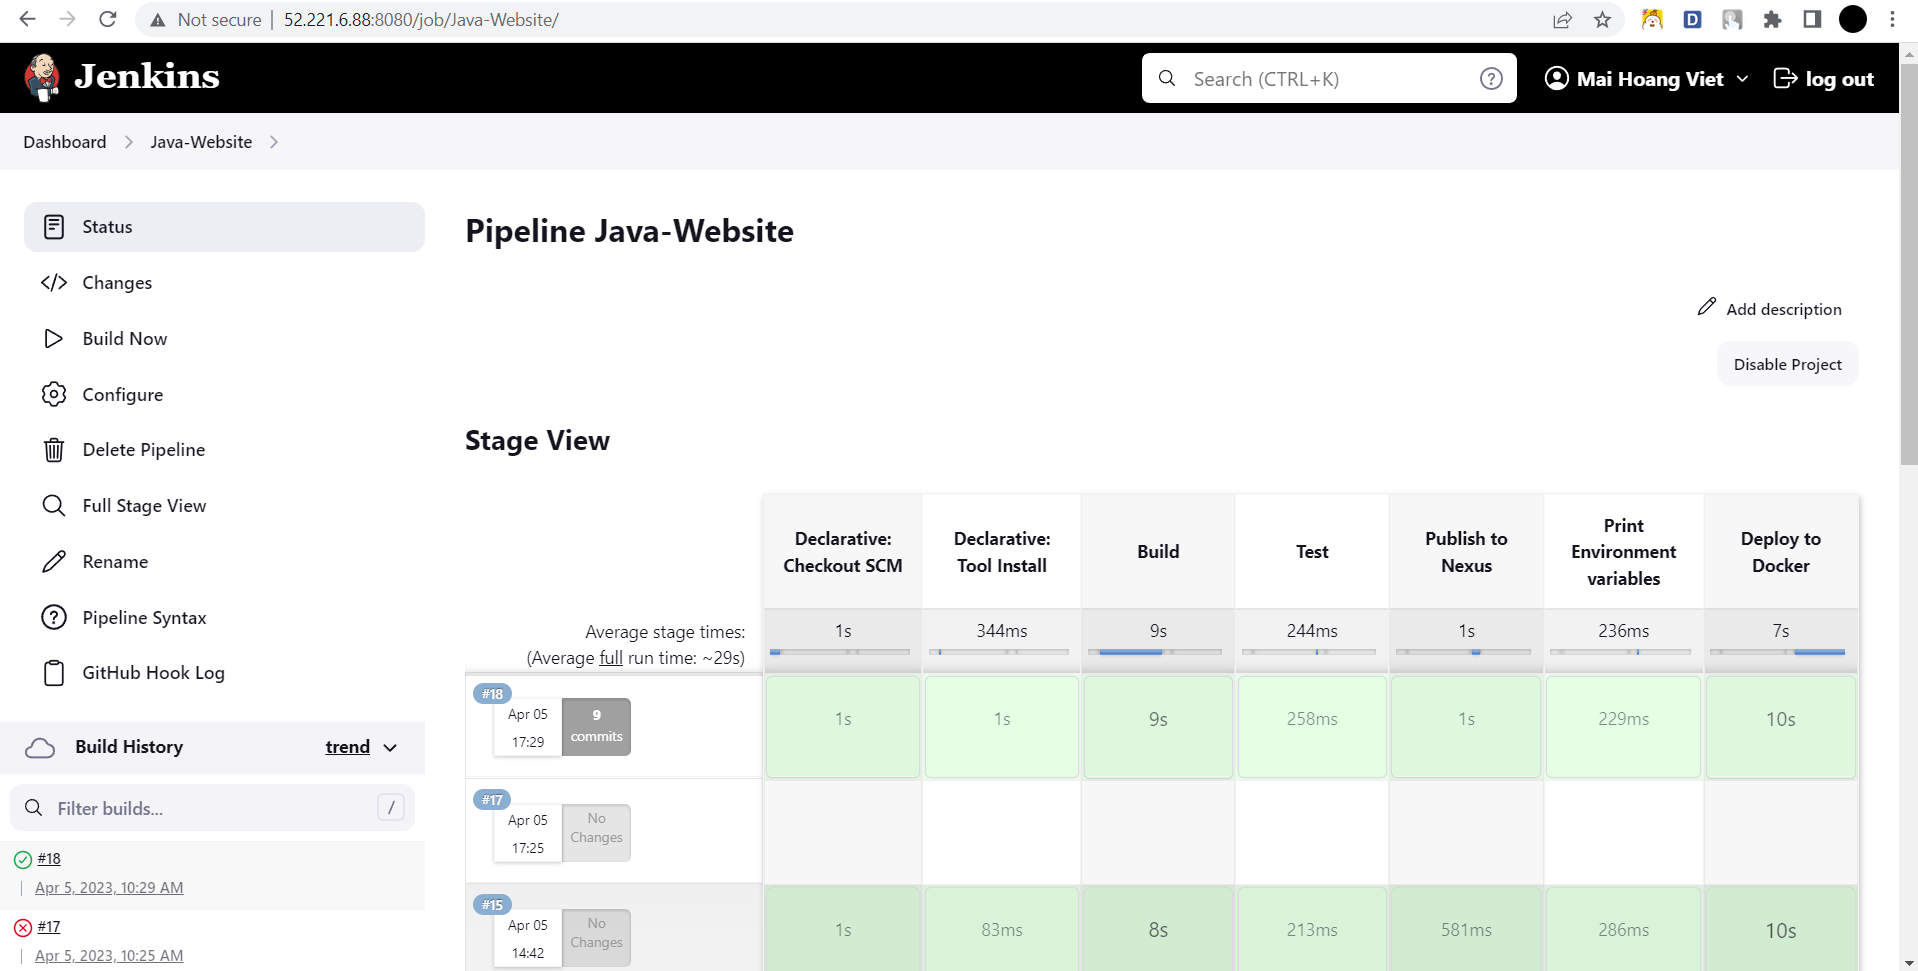 Not secure | 52.221.6.88:8080/job/Java-Website/
D
Jenkins
Search (CTRL+K)
?
Mai Hoang Viet
log out
Dashboard
Java-Website
Status
Changes
Build Now
Configure
Delete Pipeline
Full Stage View
Rename
Pipeline Syntax
GitHub Hook Log
Build History
trend
Filter builds...
/
#18
Apr 5, 2023, 10:29 AM
#17
Apr 5, 2023, 10:25 AM
Pipeline Java-Website
Add description
Disable Project
Stage View
Declarative:
Checkout SCM
Declarative:
Tool Install
Build
Test
Publish to
Nexus
Print
Environment
variables
Deploy to
Docker
Average stage times:
(Average full run time: ~29s)
1s
344ms
9s
244ms
1s
236ms
7s
#18
Apr 05
17:29
9
commits
1s
1s
9s
258ms
1s
229ms
10s
#17
Apr 05
17:25
No
Changes
#15
Apr 05
14:42
No
Changes
1s
83ms
8s
213ms
581ms
286ms
10s